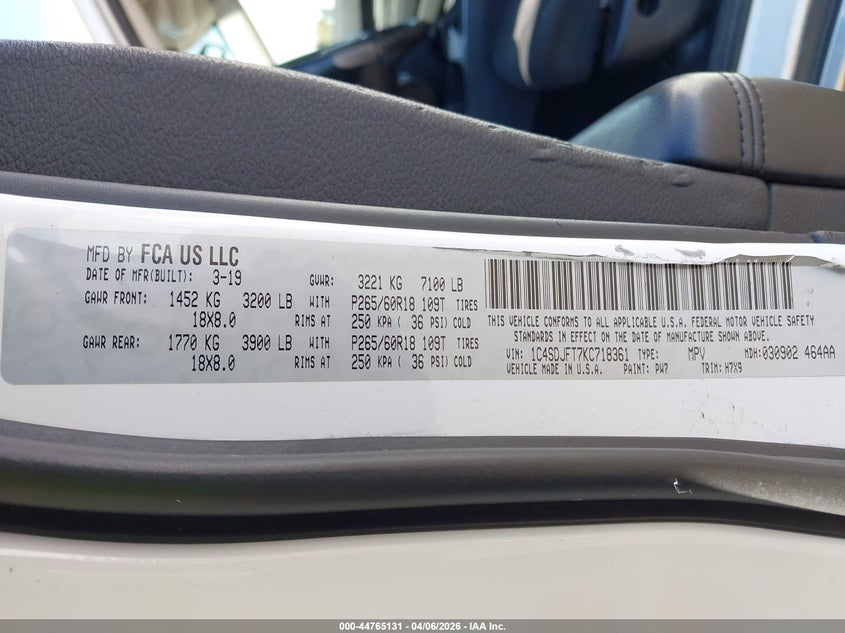 MFD BY FCA US LLC
DATE OF MFR(BUILT): 3-19 GVWR: 3221 KG 7100 LB
GAWR FRONT: 1452 KG 3200 LB WITH P265/60R18 109T TIRES
18X8.0 RIMS AT 250 KPA ( 36 PSI) COLD
GAWR REAR: 1770 KG 3900 LB WITH P265/60R18 109T TIRES
18X8.0 RIMS AT 250 KPA ( 36 PSI) COLD
THIS VEHICLE CONFORMS TO ALL APPLICABLE U.S.A. FEDERAL MOTOR VEHICLE SAFETY
STANDARDS IN EFFECT ON THE DATE OF MANUFACTURE SHOWN ABOVE.
VIN: 1C4SDJFT7KC718361 TYPE: MPV MDH: 030902 464AA
VEHICLE MADE IN U.S.A. PAINT: PW7 TRIM: H7X9
000-44765131 - 04/06/2026 - IAA Inc.